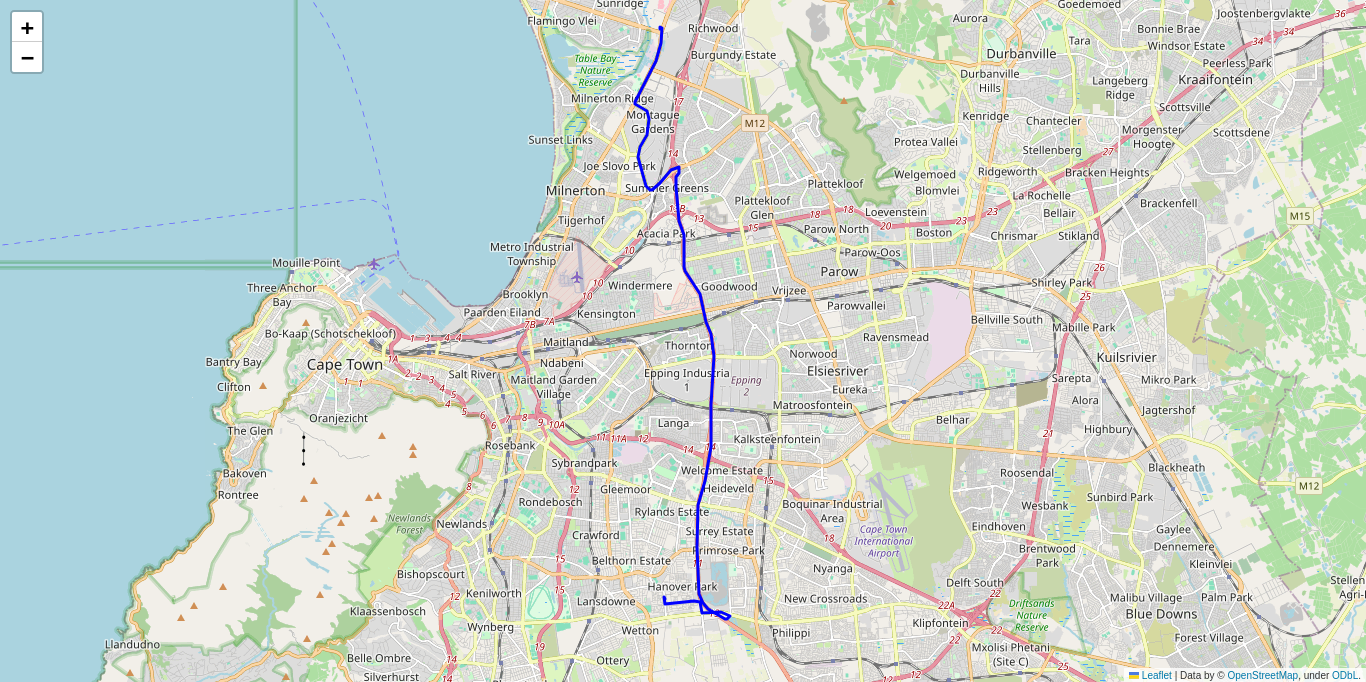 +
−
Sunridge
Flamingo Vlei
Richwood
Burgundy Estate
Aurora
Goedemoed
Joostenbergvlakte
Bonnie Brae
Tara
Windsor Estate
Durbanville
Peerless Park
Kraaifontein
Table Bay
Nature
Reserve
Durbanville
Hills
Langeberg
Ridge
Milnerton Ridge
Montague
Gardens
M12
Kenridge
Chantecler
Scottsville
Morgenster
Hoogte
Scottsdene
Sunset Links
Protea Valley
Stellenberg
Joe Slovo Park
Welgemoed
Ridgeworth
Bracken Heights
Milnerton
Summer Greens
Plattekloof
Blomvlei
La Rochelle
Brackenfell
Plattekloof
Glen
Loevenstein
Bellair
M15
Tijgerhof
Acacia Park
Parow North
Boston
Chrismar
Stikland
Metro Industrial
Township
Parow-Oos
Mouille Point
Parow
Three Anchor
Bay
Windermere
Goodwood
Vrijzee
Shirley Park
Brooklyn
Parowvallei
Paarden Eiland
Kensington
Bellville South
Mabille Park
Bo-Kaap (Schotschekloof)
Maitland
Thornton
Ravensmead
Bantry Bay
Cape Town
Ndabeni
Norwood
Kuilsrivier
Salt River
Epping Industria
1
Epping
2
Elsiesriver
Sarepta
Mikro Park
Clifton
Maitland Garden
Village
Eureka
Matroosfontein
Alora
Jagtershof
Oranjezicht
Langa
Belhar
The Glen
Highbury
Kalksteenfontein
Rosebank
Bakoven
Sybrandpark
Welcome Estate
Roosendal
Blackheath
Rontree
Gleemoor
Heideveld
M12
Sunbird Park
Rondebosch
Rylands Estate
Boquinar Industrial
Area
Wesbank
Newlands
Forest
Newlands
Crawford
Surrey Estate
Cape Town
International
Airport
Eindhoven
Gaylee
Dennemere
Primrose Park
Brentwood
Park
Bishopscourt
Belthorn Estate
Nyanga
Kleinvlei
Hanover Park
Delft South
Kenilworth
Lansdowne
New Crossroads
Malibu Village
Palm Park
Klaassenbosch
Driftsands
Nature
Reserve
Blue Downs
Wynberg
Wetton
Philippi
Klipfontein
Forest Village
Llandudno
Belle Ombre
Ottery
Mxolisi Phetani
(Site C)
Silverhurst
Leaflet | Data by © OpenStreetMap, under ODbL.